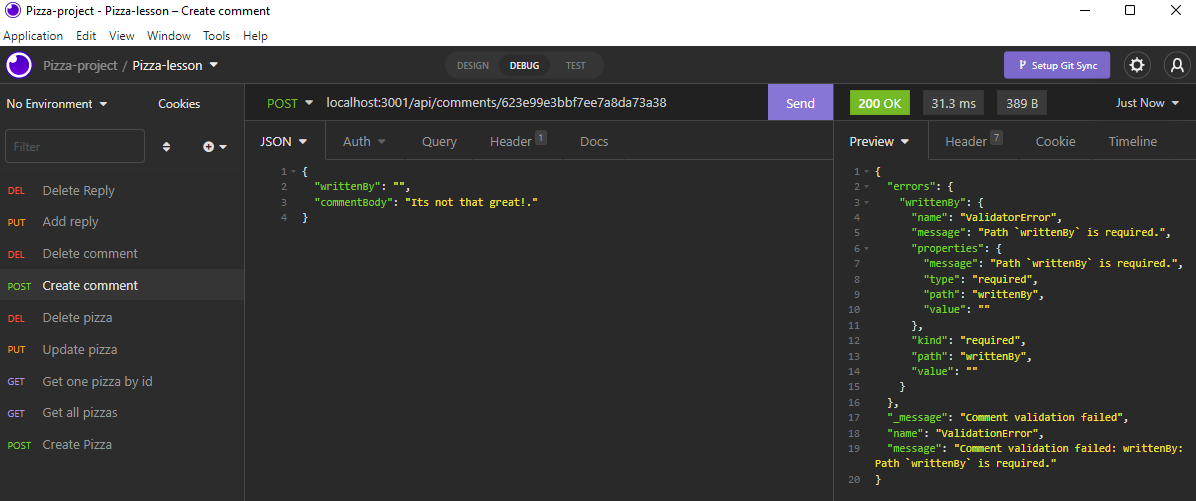 Pizza-project - Pizza-lesson – Create comment
Application Edit View Window Tools Help
Pizza-project / Pizza-lesson
DESIGN DEBUG TEST
Setup Git Sync
No Environment Cookies
Filter
DEL Delete Reply
PUT Add reply
DEL Delete comment
POST Create comment
DEL Delete pizza
PUT Update pizza
GET Get one pizza by id
GET Get all pizzas
POST Create Pizza
POST localhost:3001/api/comments/623e99e3bbf7ee7a8da73a38 Send
JSON Auth Query Header 1 Docs
1 {
2 "writtenBy": "",
3 "commentBody": "Its not that great!."
4 }
200 OK 31.3 ms 389 B Just Now
Preview Header 7 Cookie Timeline
1 {
2 "errors": {
3 "writtenBy": {
4 "name": "ValidatorError",
5 "message": "Path `writtenBy` is required.",
6 "properties": {
7 "message": "Path `writtenBy` is required.",
8 "type": "required",
9 "path": "writtenBy",
10 "value": ""
11 },
12 "kind": "required",
13 "path": "writtenBy",
14 "value": ""
15 }
16 },
17 "_message": "Comment validation failed",
18 "name": "ValidationError",
19 "message": "Comment validation failed: writtenBy:
Path `writtenBy` is required."
20 }